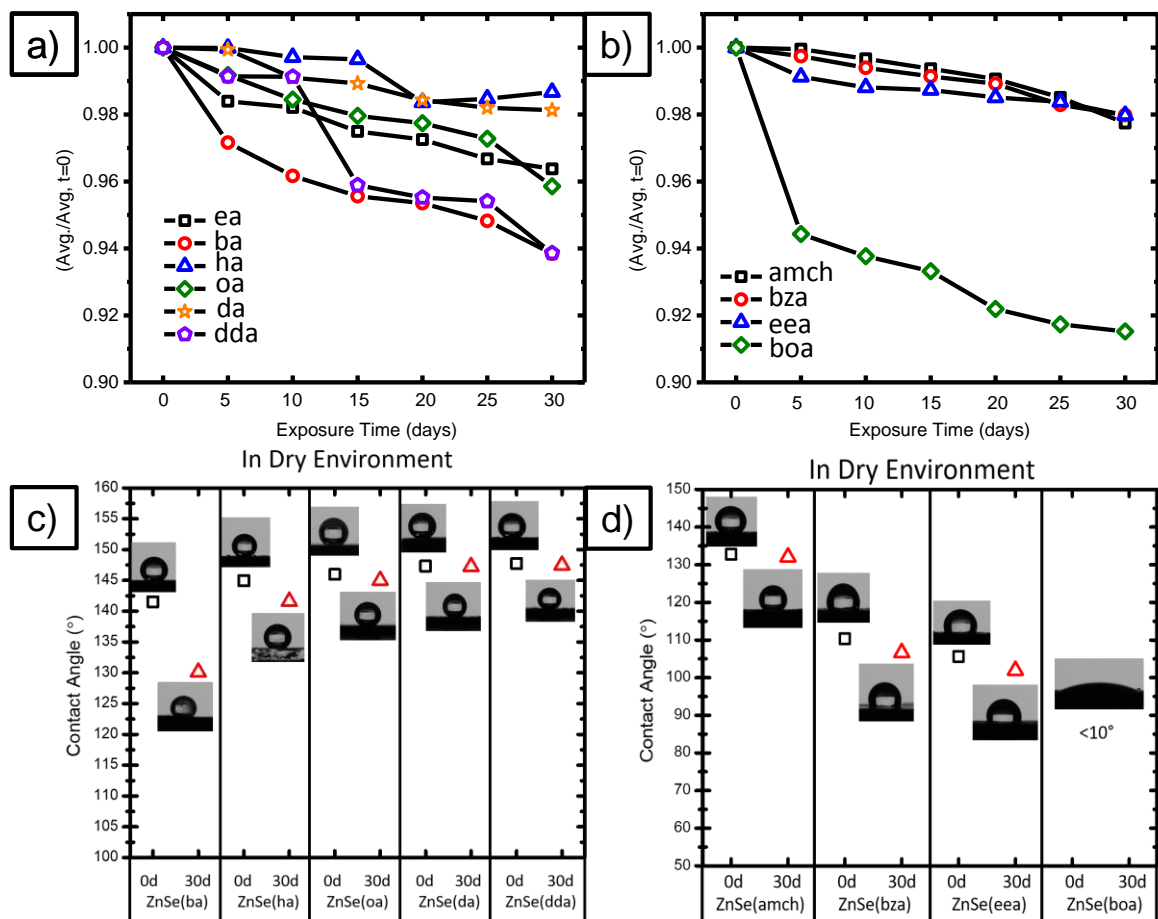 a)
(Avg./Avg, t=0)
1.00
0.98
0.96
0.94
0.92
0.90
ea
ba
ha
oa
da
dda
0 5 10 15 20 25 30
Exposure Time (days)
b)
(Avg./Avg, t=0)
1.00
0.98
0.96
0.94
0.92
0.90
amch
bza
eea
boa
0 5 10 15 20 25 30
Exposure Time (days)
In Dry Environment
c)
Contact Angle (°)
160
155
150
145
140
135
130
125
120
115
110
105
100
0d 30d 0d 30d 0d 30d 0d 30d 0d 30d
ZnSe(ba) ZnSe(ha) ZnSe(oa) ZnSe(da) ZnSe(dda)
In Dry Environment
d)
Contact Angle (°)
150
140
130
120
110
100
90
80
70
60
50
<10°
0d 30d 0d 30d 0d 30d 0d 30d
ZnSe(amch) ZnSe(bza) ZnSe(eea) ZnSe(boa)